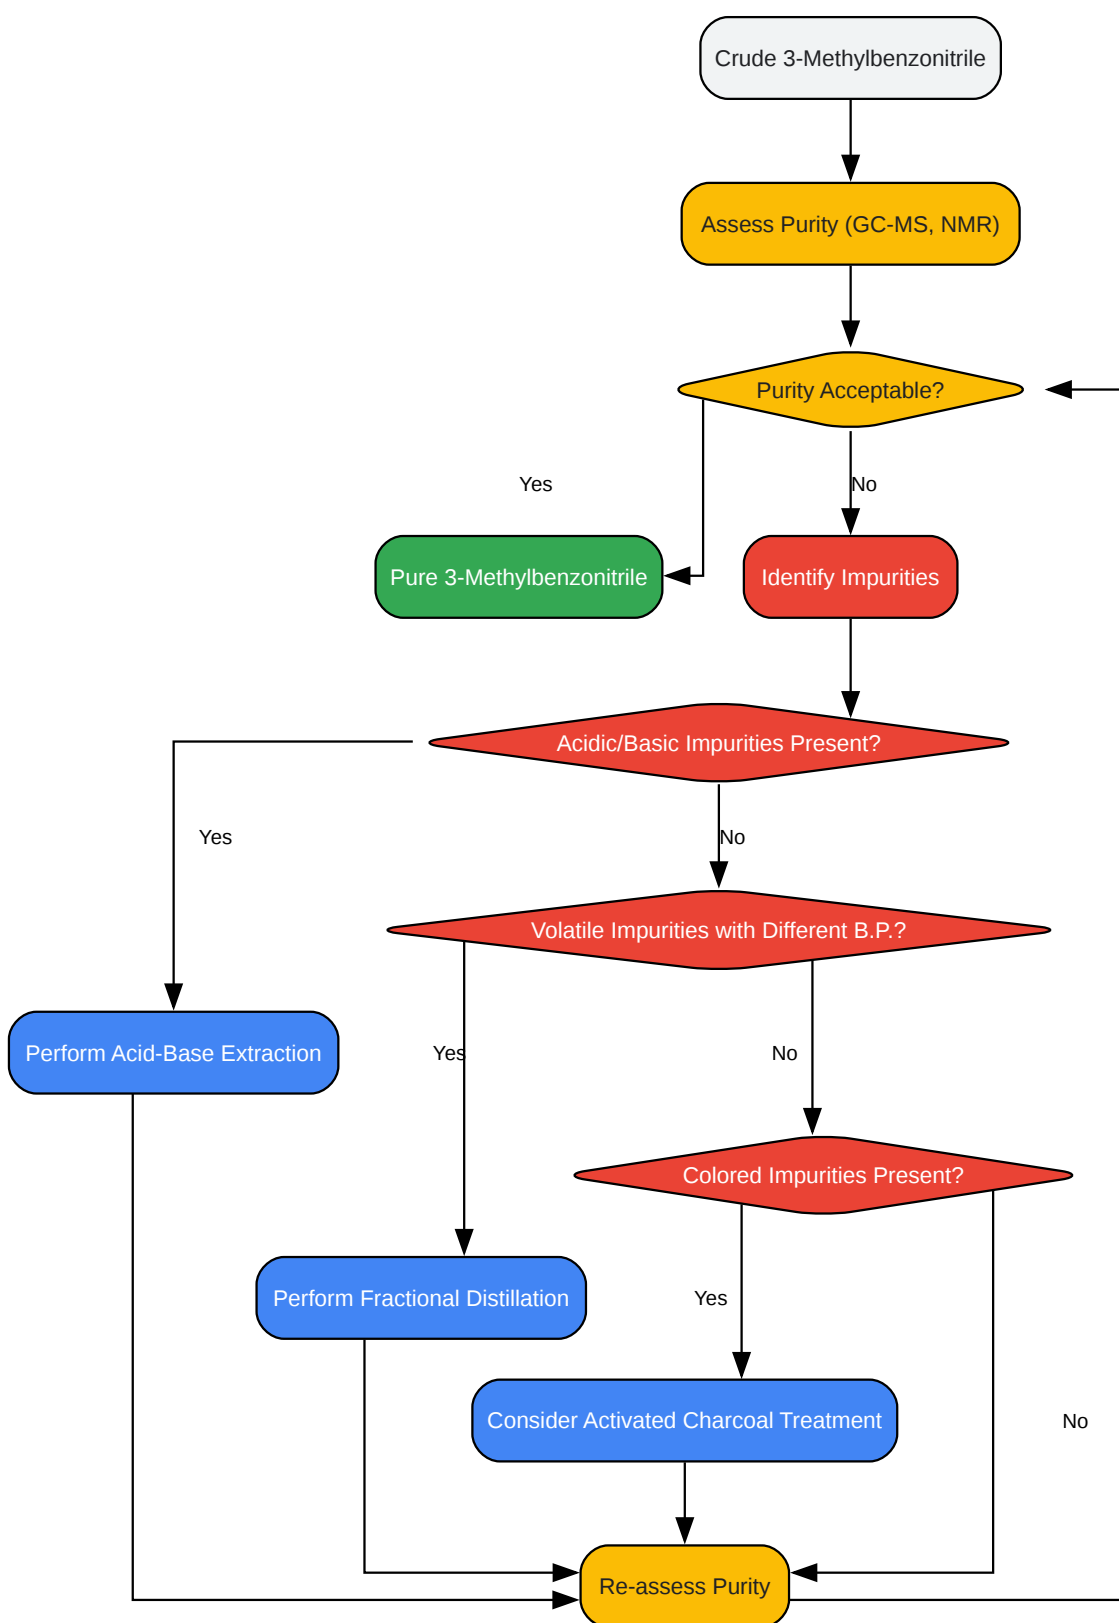 Crude 3-Methylbenzonitrile
Assess Purity (GC-MS, NMR)
Purity Acceptable?
Yes
No
Pure 3-Methylbenzonitrile
Identify Impurities
Acidic/Basic Impurities Present?
Yes
No
Volatile Impurities with Different B.P.?
Perform Acid-Base Extraction
Yes
No
Colored Impurities Present?
Perform Fractional Distillation
Yes
Consider Activated Charcoal Treatment
No
Re-assess Purity